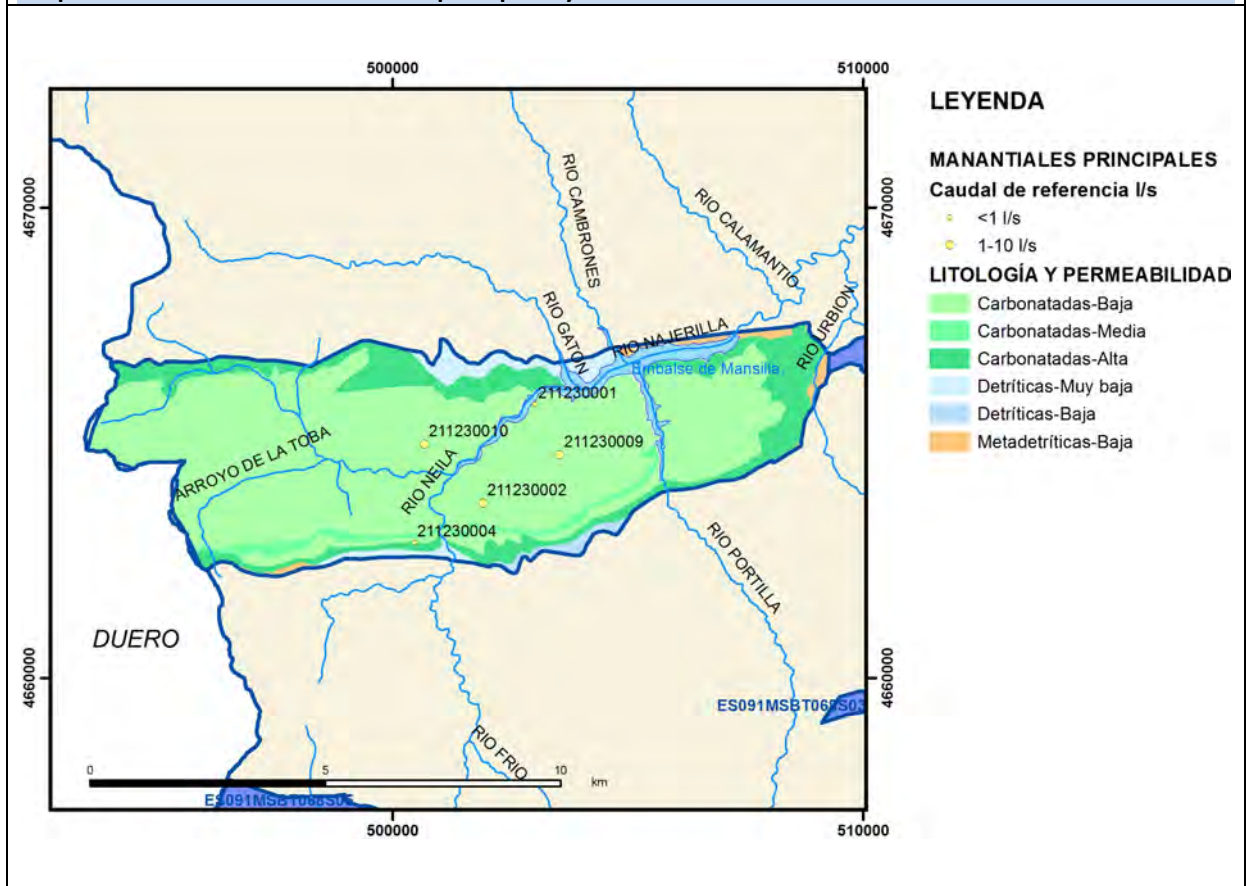 500000
510000
4670000
4670000
4660000
4660000
RIO CAMBRONES
RIO CALAMANTIO
RIO GATON
RIO NAJERILLA
RIO URBION
Embalse de Mansilla
211230001
211230010
211230009
ARROYO DE LA TOBA
RIO NEILA
211230002
211230004
RIO PORTILLA
DUERO
ES091MSBT068S03
RIO FRIO
0
5
10
km
500000
510000
LEYENDA
MANANTIALES PRINCIPALES
Caudal de referencia l/s
<1 l/s
1-10 l/s
LITOLOGÍA Y PERMEABILIDAD
Carbonatadas-Baja
Carbonatadas-Media
Carbonatadas-Alta
Detríticas-Muy baja
Detríticas-Baja
Metadetríticas-Baja